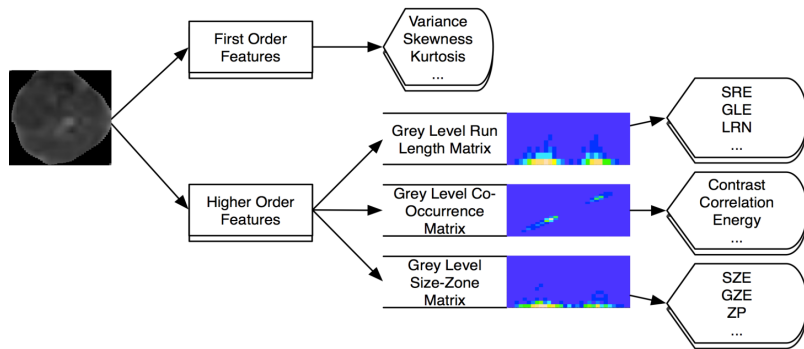 First Order
Features
Variance
Skewness
Kurtosis
...
Higher Order
Features
Grey Level Run
Length Matrix
SRE
GLE
LRN
...
Grey Level Co-
Occurrence
Matrix
Contrast
Correlation
Energy
...
Grey Level
Size-Zone
Matrix
SZE
GZE
ZP
...